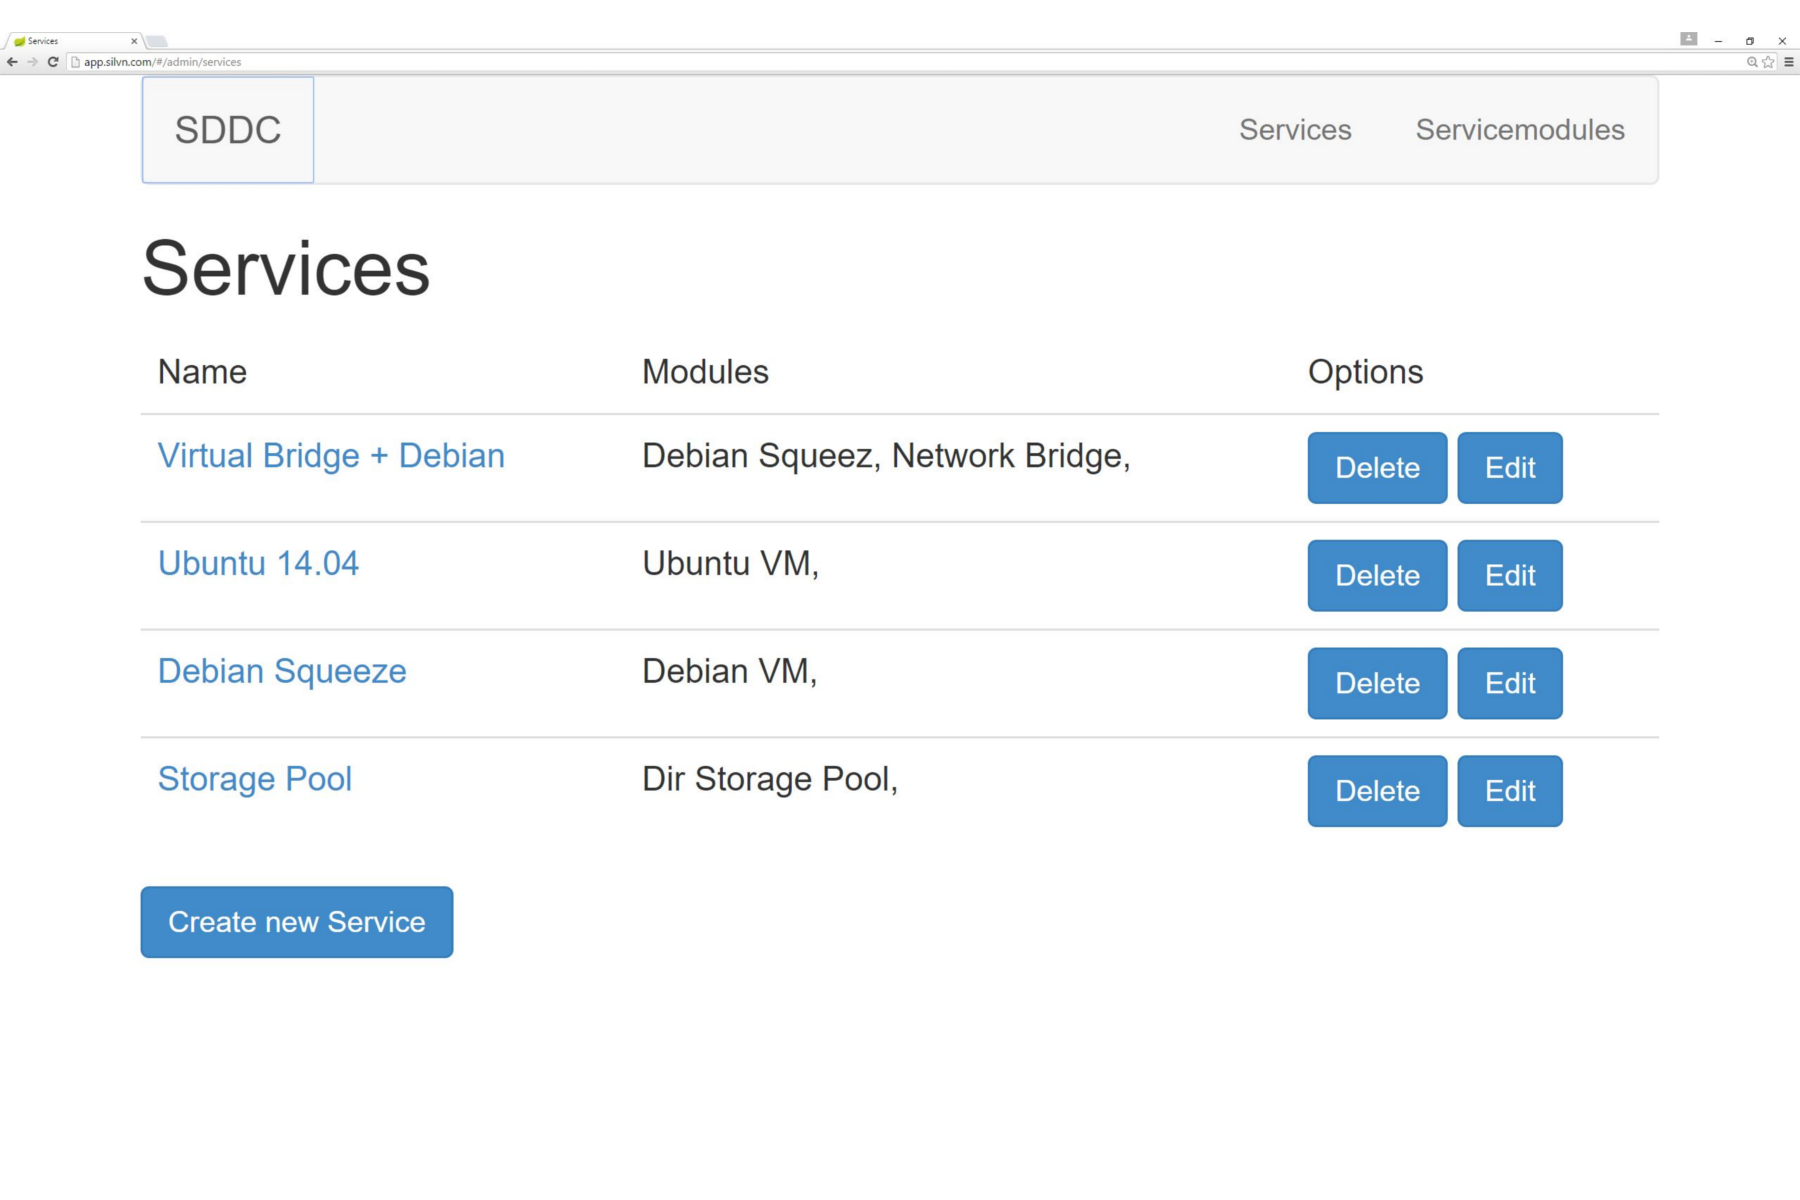 Services
app.silvn.com/#/admin/services
SDDC Services Servicemodules
Services
Name Modules Options
Virtual Bridge + Debian Debian Squeez, Network Bridge, Delete Edit
Ubuntu 14.04 Ubuntu VM, Delete Edit
Debian Squeeze Debian VM, Delete Edit
Storage Pool Dir Storage Pool, Delete Edit
Create new Service